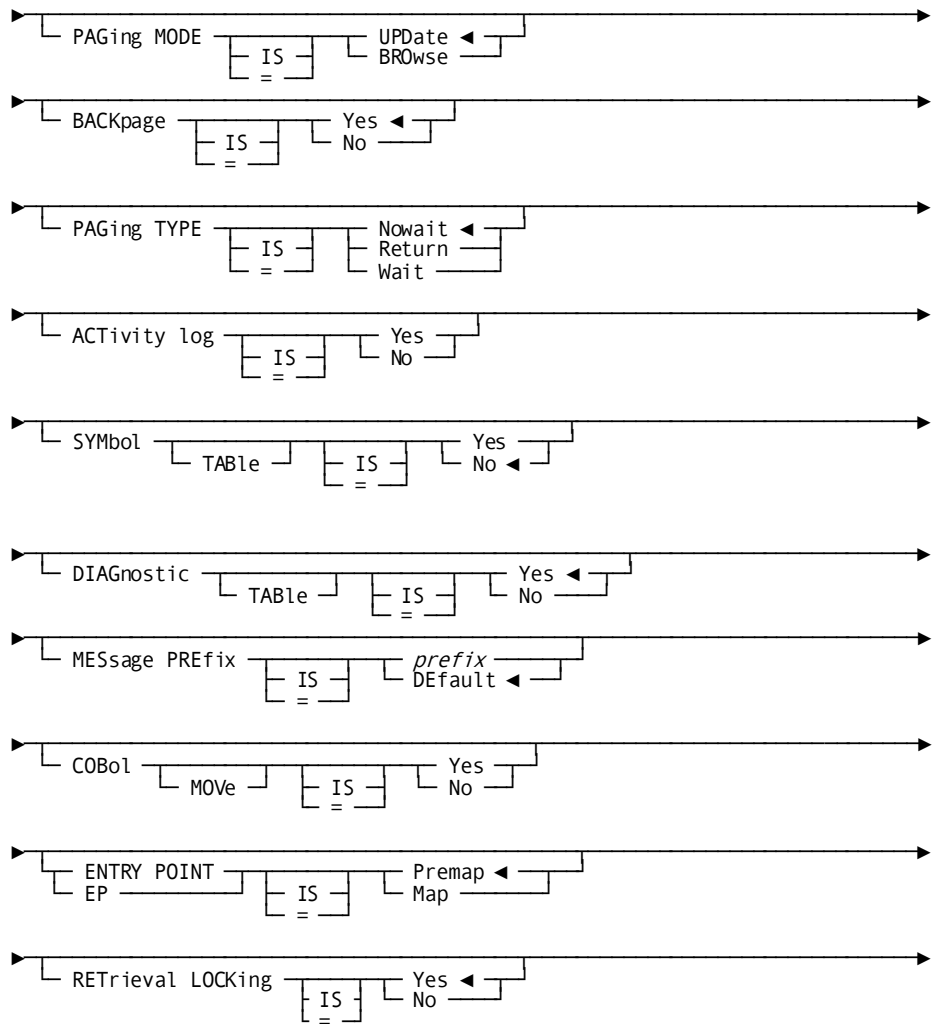 PAGing MODE UPDate ◄
IS BROwse
=
BACKpage Yes ◄
IS No
=
PAGing TYPE Nowait ◄
IS Return
= Wait
ACTivity log Yes
IS No
=
SYMbol Yes
TABle IS No ◄
=
DIAGnostic Yes ◄
TABle IS No
=
MESsage PREfix prefix
IS DEfault ◄
=
COBol Yes
MOVe IS No
=
ENTRY POINT Premap ◄
EP IS Map
=
RETrieval LOCKing Yes ◄
IS No
=